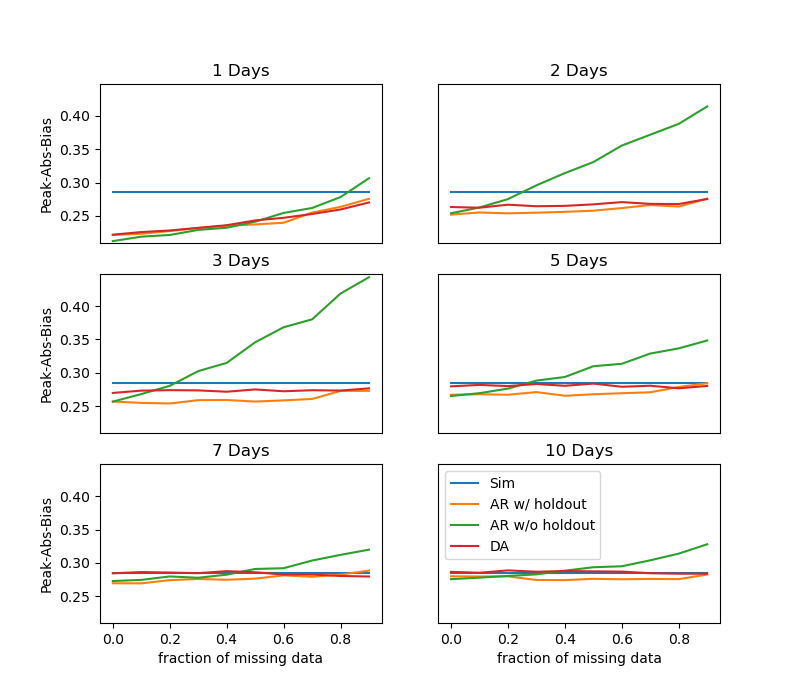 1 Days
2 Days
Peak-Abs-Bias
0.40
0.35
0.30
0.25
3 Days
5 Days
Peak-Abs-Bias
0.40
0.35
0.30
0.25
7 Days
10 Days
Peak-Abs-Bias
0.40
0.35
0.30
0.25
Sim
AR w/ holdout
AR w/o holdout
DA
0.0 0.2 0.4 0.6 0.8
0.0 0.2 0.4 0.6 0.8
fraction of missing data
fraction of missing data